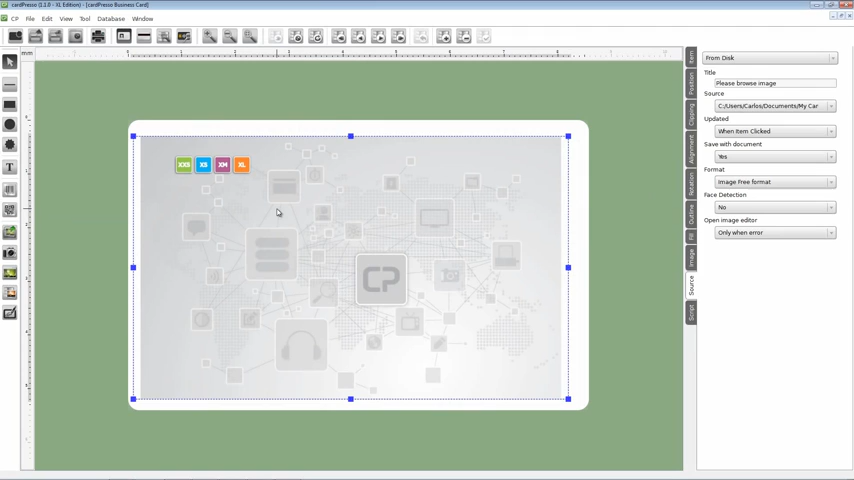 cardPresso (1.1.0 - XL Edition) - [cardPresso Business Card]
CP File Edit View Tool Database Window
mm
XXS XS XM XL
CP
Item
Position
Clipping
Alignment
Rotation
Outline
Fill
Image
Source
Script
From Disk
Title
Please browse image
Source
C:/Users/Carlos/Documents/My Car
Updated
When Item Clicked
Save with document
Yes
Format
Image Free format
Face Detection
No
Open image editor
Only when error